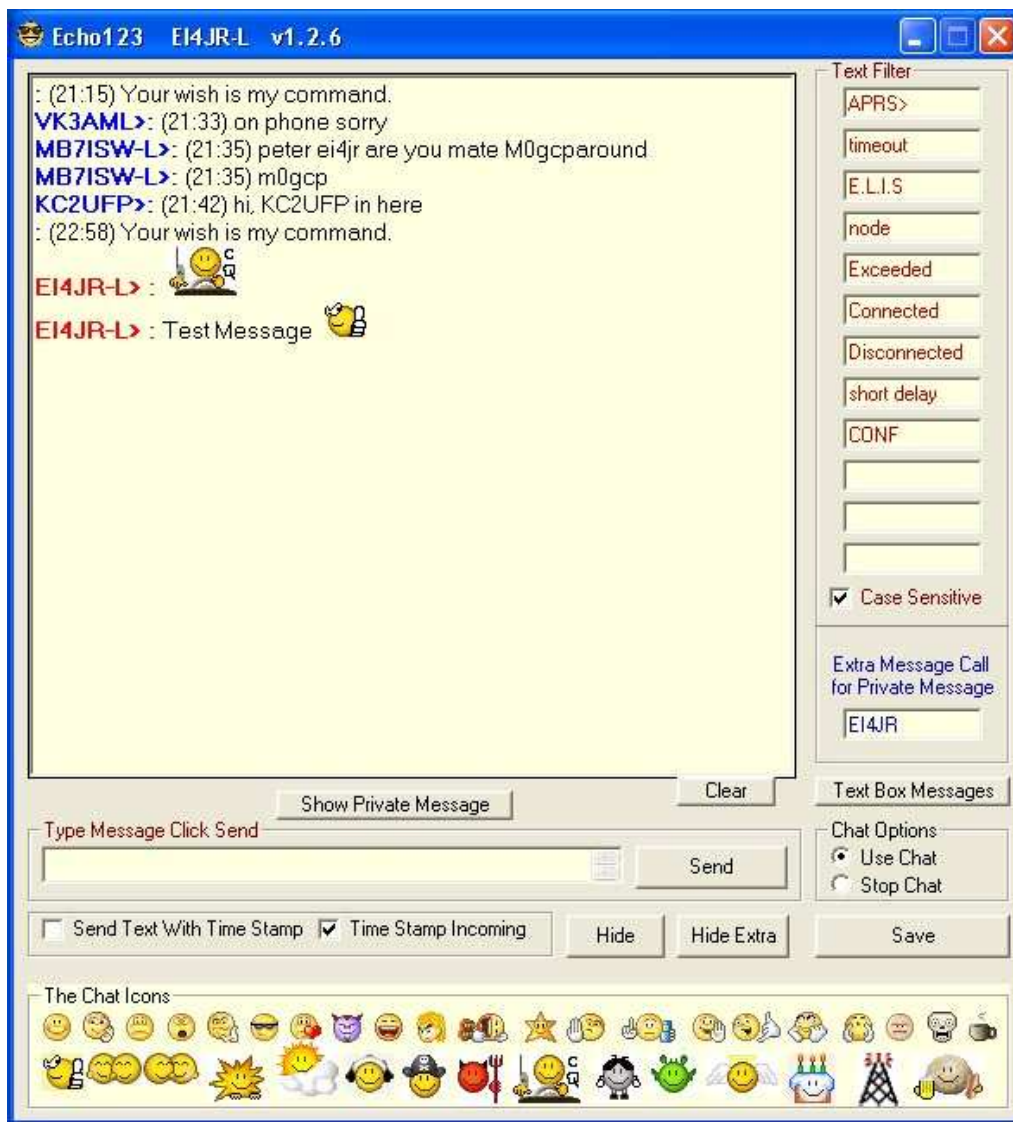 Echo123 EI4JR-L v1.2.6
: (21:15) Your wish is my command.
VK3AML>: (21:33) on phone sorry
MB7ISW-L>: (21:35) peter ei4jr are you mate M0gcparound
MB7ISW-L>: (21:35) m0gcp
KC2UFP>: (21:42) hi, KC2UFP in here
: (22:58) Your wish is my command.
EI4JR-L> : CQ
EI4JR-L> : Test Message
Text Filter
APRS>
timeout
E.L.I.S
node
Exceeded
Connected
Disconnected
short delay
CONF
Case Sensitive
Extra Message Call
for Private Message
EI4JR
Show Private Message
Clear
Text Box Messages
Type Message Click Send
Send
Chat Options
Use Chat
Stop Chat
Send Text With Time Stamp
Time Stamp Incoming
Hide
Hide Extra
Save
The Chat Icons
CQ